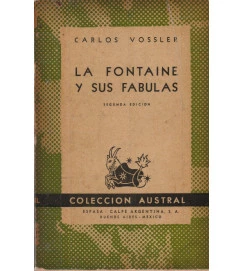 CARLOS VOSSLER
LA FONTAINE
Y SUS FABULAS
SEGUNDA EDICION
COLECCION AUSTRAL
ESPASA - CALPE ARGENTINA, S. A.
BUENOS AIRES - MEXICO